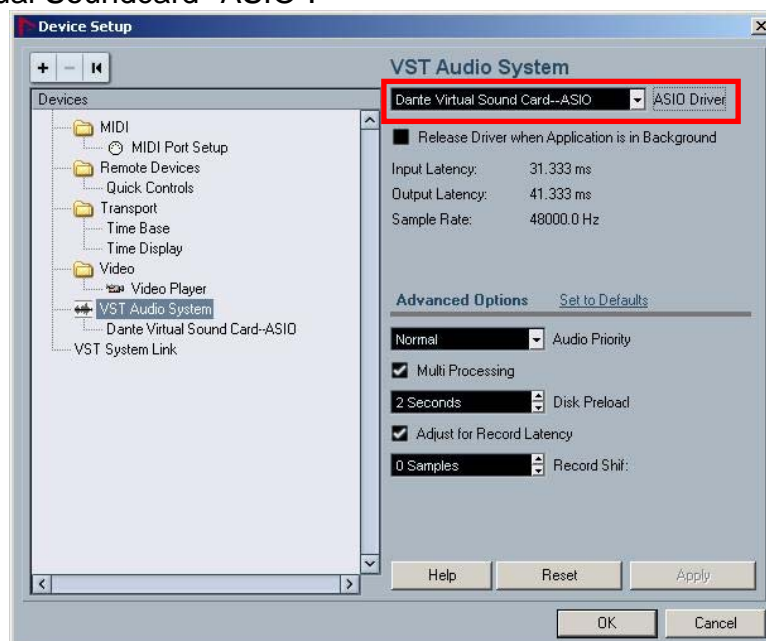 dal Soundcard ASIO".
Device Setup
+ -
Devices
MIDI
MIDI Port Setup
Remote Devices
Quick Controls
Transport
Time Base
Time Display
Video
Video Player
VST Audio System
Dante Virtual Sound Card--ASIO
VST System Link
VST Audio System
Dante Virtual Sound Card--ASIO ASIO Driver
Release Driver when Application is in Background
Input Latency: 31.333 ms
Output Latency: 41.333 ms
Sample Rate: 48000.0 Hz
Advanced Options Set to Defaults
Normal Audio Priority
Multi Processing
2 Seconds Disk Preload
Adjust for Record Latency
0 Samples Record Shif:
Help Reset Apply
OK Cancel